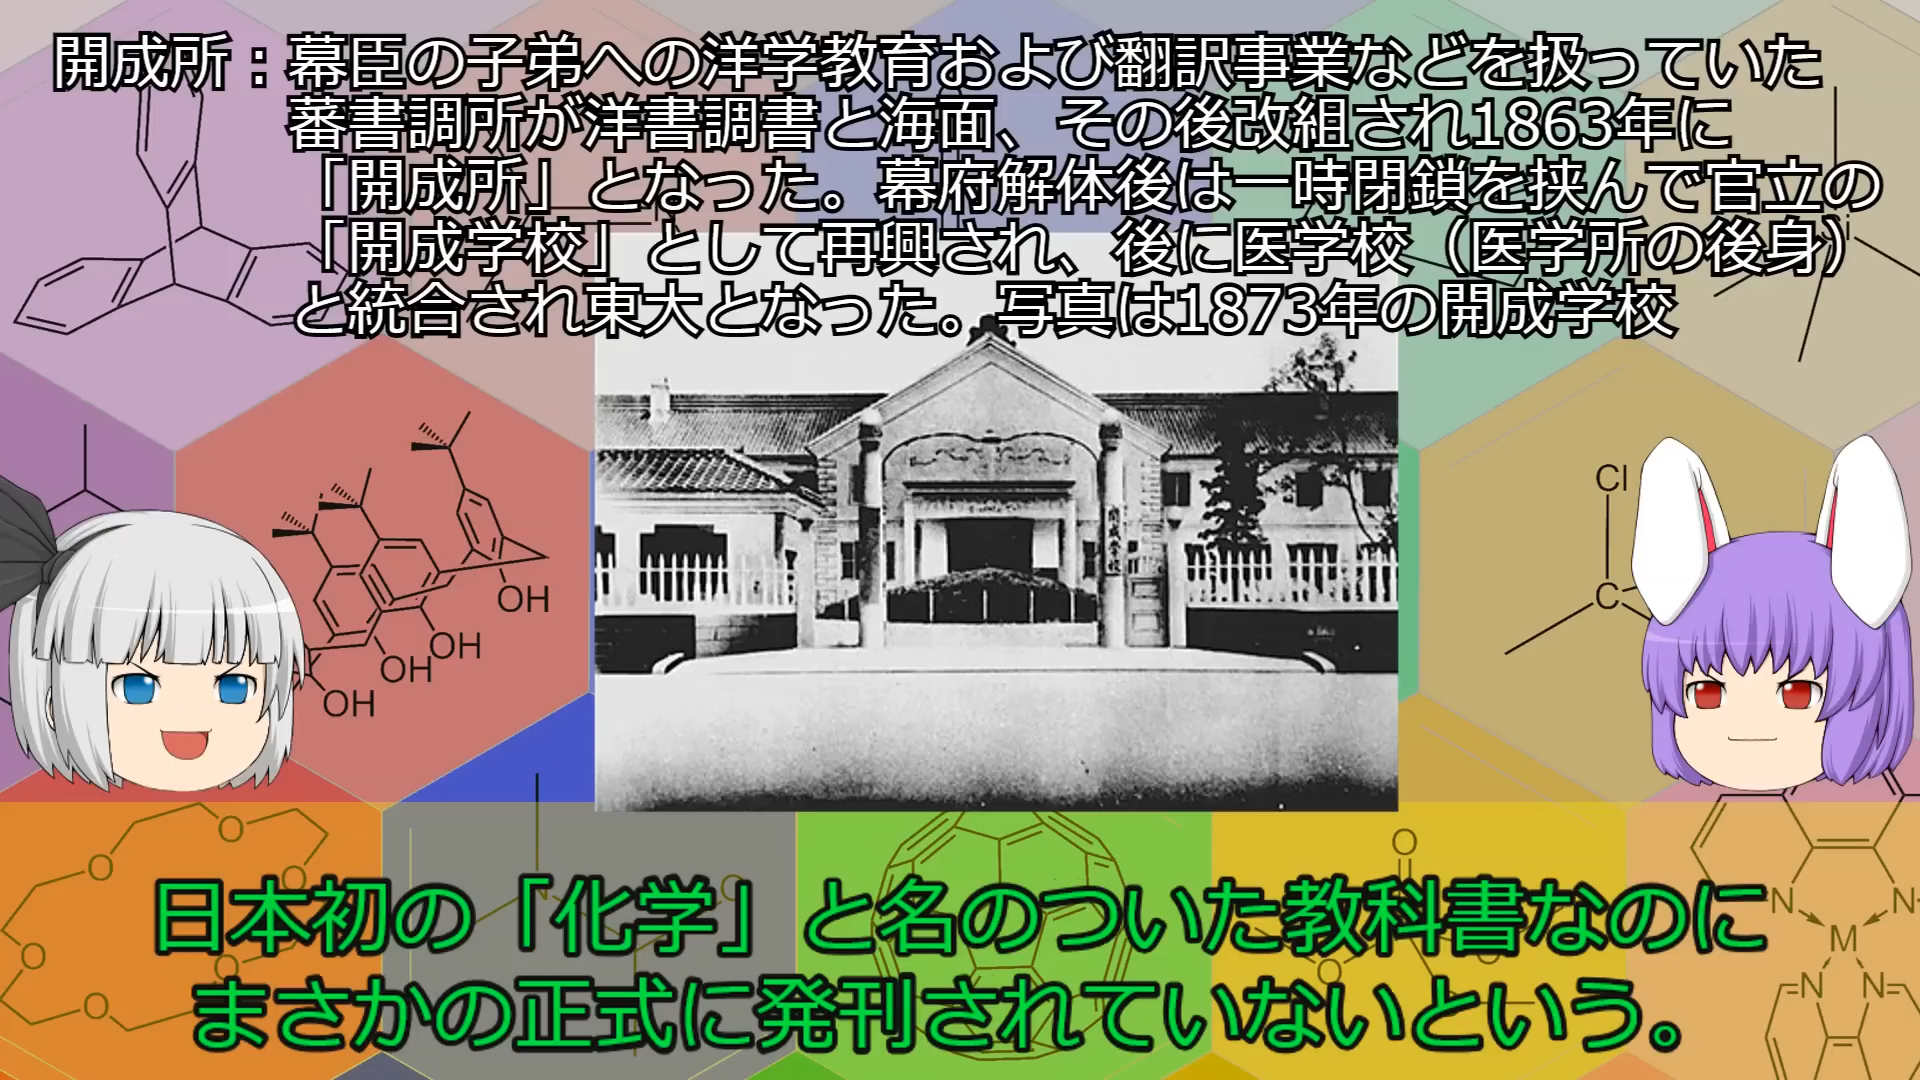 開成所：幕臣の子弟への洋学教育および翻訳事業などを扱っていた
蕃書調所が洋書調書と海面、その後改組され1863年に
「開成所」となった。幕府解体後は一時閉鎖を挟んで官立の
「開成学校」として再興され、後に医学校（医学所の後身）
と統合され東大となった。写真は1873年の開成学校
開成学校
Cl
C
OH
OH
OH
OH
O
O
O
O
O
O
O
N
O
O
O
N
N
M
N
N
日本初の「化学」と名のついた教科書なのに
まさかの正式に発刊されていないという。